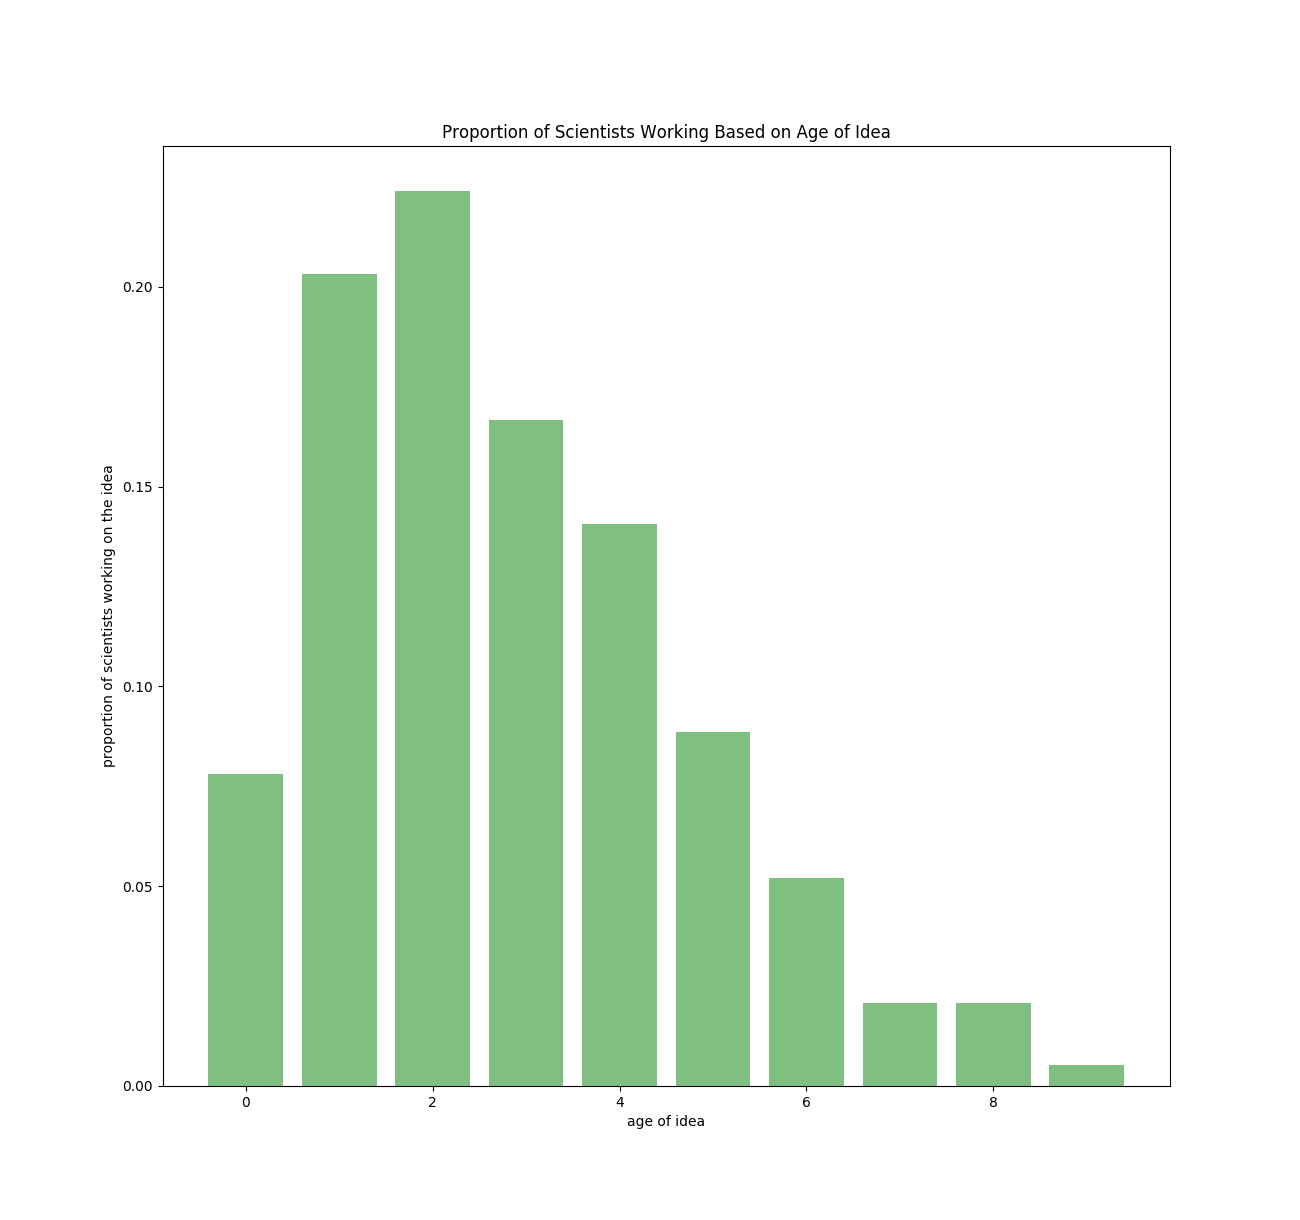 Proportion of Scientists Working Based on Age of Idea
proportion of scientists working on the idea
0.20
0.15
0.10
0.05
0.00
0 2 4 6 8
age of idea